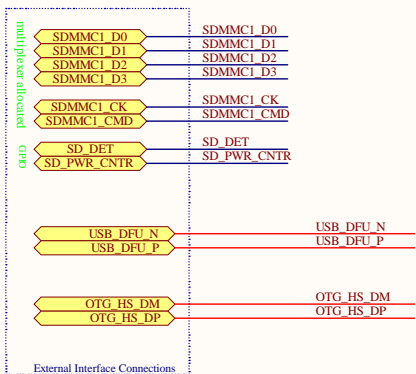 multiplexer allocated
SDMMC1_D0 SDMMC1_D0
SDMMC1_D1 SDMMC1_D1
SDMMC1_D2 SDMMC1_D2
SDMMC1_D3 SDMMC1_D3
SDMMC1_CK SDMMC1_CK
SDMMC1_CMD SDMMC1_CMD
GPIO
SD_DET SD_DET
SD_PWR_CNTR SD_PWR_CNTR
USB_DFU_N USB_DFU_N
USB_DFU_P USB_DFU_P
OTG_HS_DM OTG_HS_DM
OTG_HS_DP OTG_HS_DP
External Interface Connections